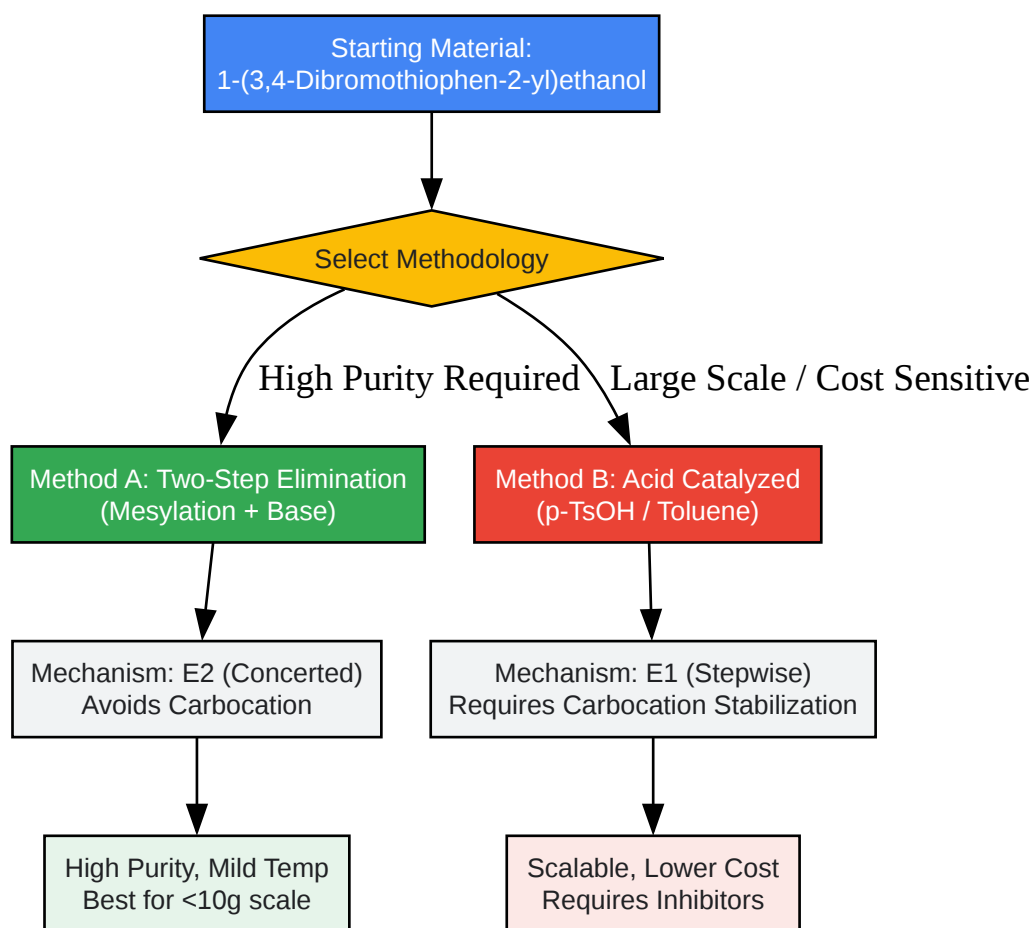 Starting Material:
1-(3,4-Dibromothiophen-2-yl)ethanol
Select Methodology
High Purity Required
Large Scale / Cost Sensitive
Method A: Two-Step Elimination
(Mesylation + Base)
Method B: Acid Catalyzed
(p-TsOH / Toluene)
Mechanism: E2 (Concerted)
Avoids Carbocation
Mechanism: E1 (Stepwise)
Requires Carbocation Stabilization
High Purity, Mild Temp
Best for <10g scale
Scalable, Lower Cost
Requires Inhibitors